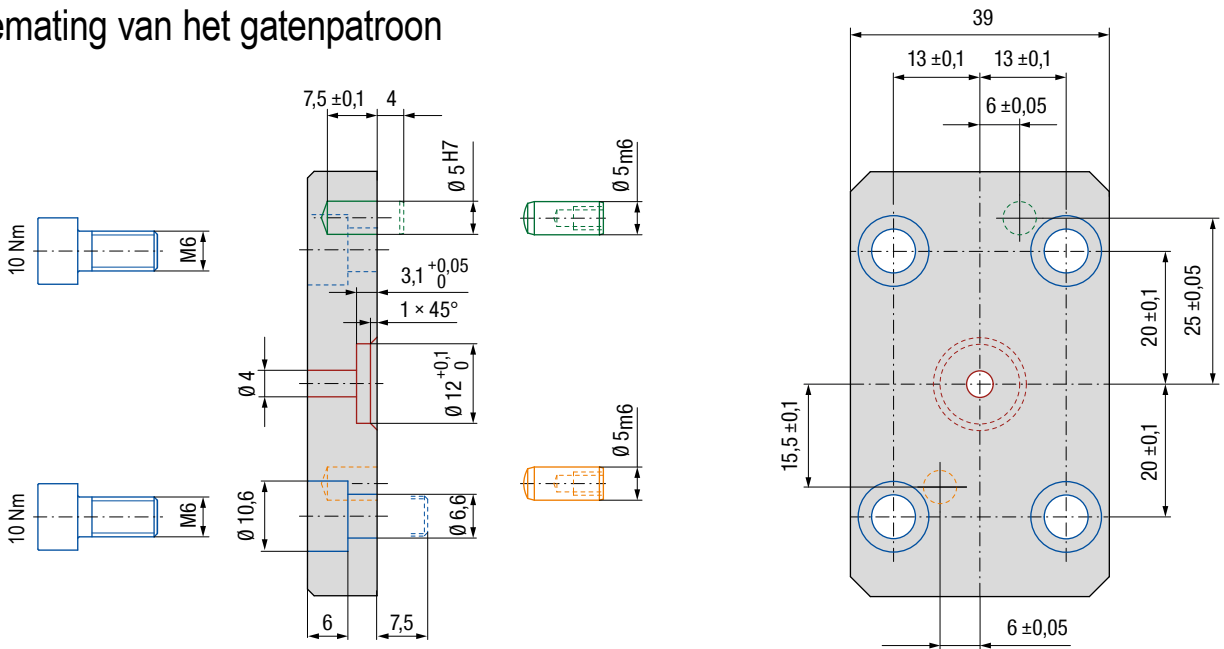 emating van het gatenpatroon
39
13 ±0,1
13 ±0,1
6 ±0,05
7,5 ±0,1
4
Ø 5 H7
Ø 5 m6
10 Nm
M6
3,1 +0,05 0
1 × 45°
Ø 4
Ø 12 +0,1 0
20 ±0,1
25 ±0,05
15,5 ±0,1
20 ±0,1
Ø 5 m6
10 Nm
M6
Ø 10,6
Ø 6,6
6
7,5
6 ±0,05